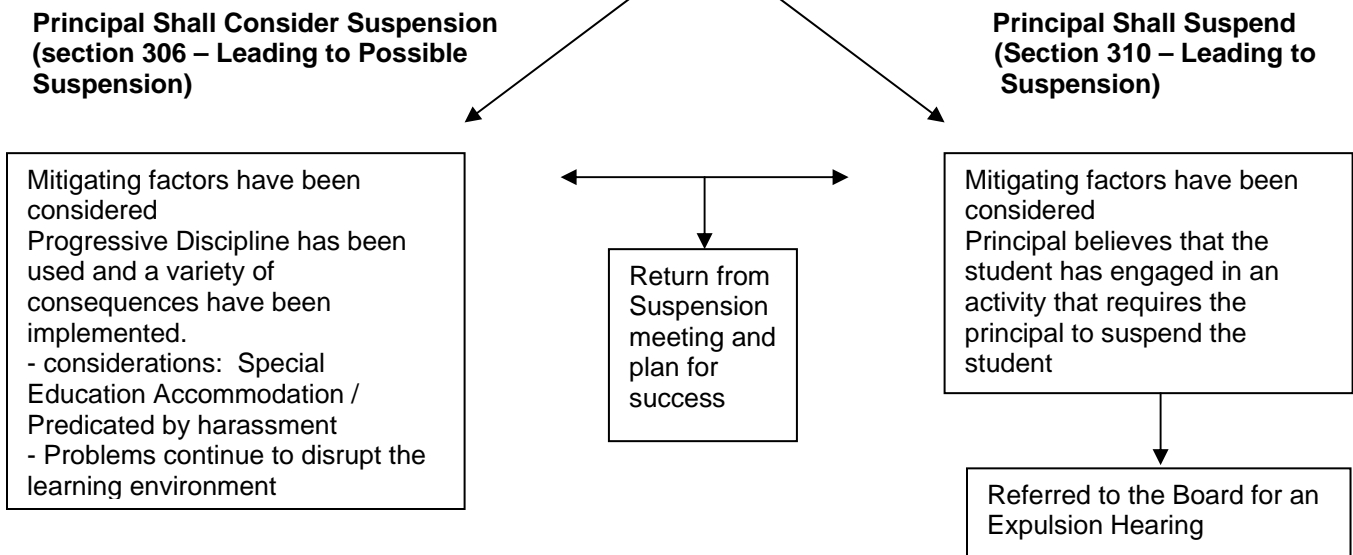 Principal Shall Consider Suspension
(section 306 – Leading to Possible
Suspension)
Principal Shall Suspend
(Section 310 – Leading to
Suspension)
Mitigating factors have been
considered
Progressive Discipline has been
used and a variety of
consequences have been
implemented.
- considerations: Special
Education Accommodation /
Predicated by harassment
- Problems continue to disrupt the
learning environment
Return from
Suspension
meeting and
plan for
success
Mitigating factors have been
considered
Principal believes that the
student has engaged in an
activity that requires the
principal to suspend the
student
Referred to the Board for an
Expulsion Hearing